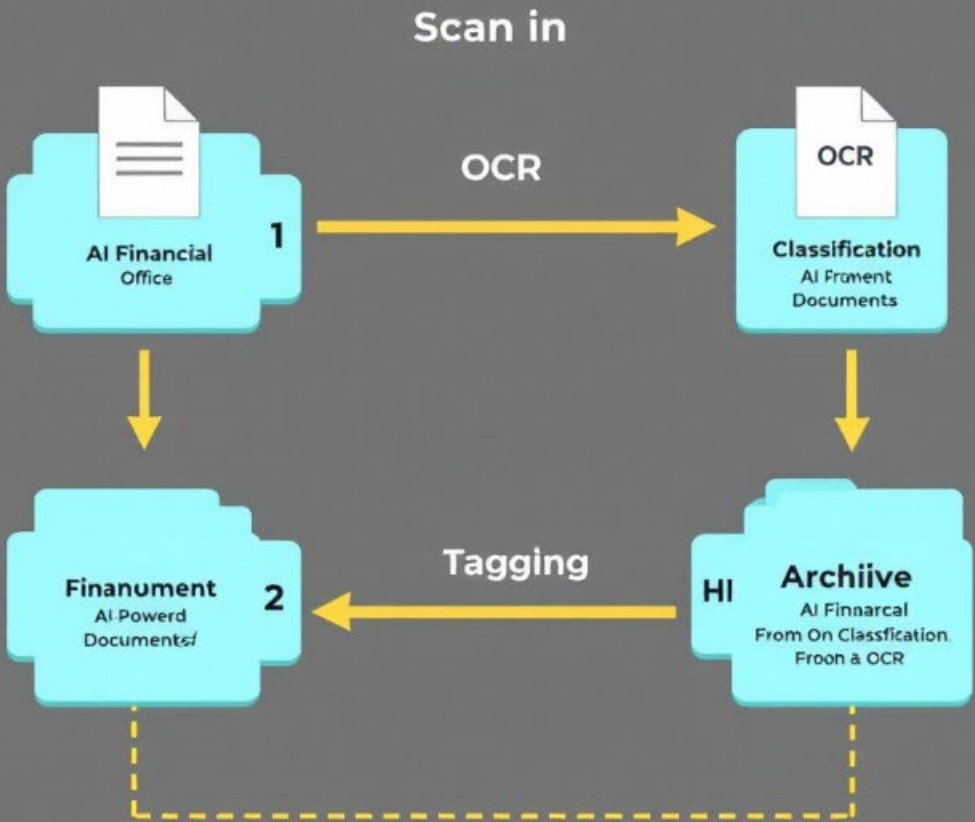 Scan in
OCR
OCR
1
AI Financial
Office
Classification
AI Froment
Documents
Tagging
Finanument
AI-Powerd
Documents/
2
HI
Archiive
AI Finnarcal
From On Classfication
Frooh & OCR